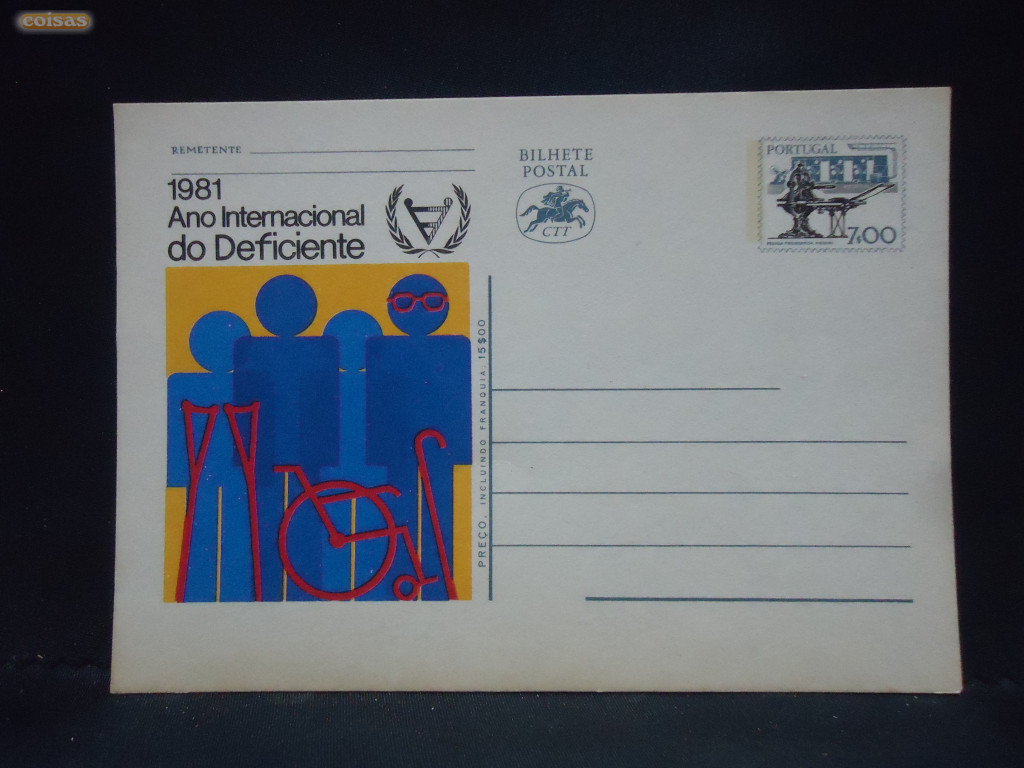 coisas
REMETENTE
1981
Ano Internacional
do Deficiente
BILHETE
POSTAL
CTT
PORTUGAL
7$00
PREÇO, INCLUINDO FRANQUIA 15$00